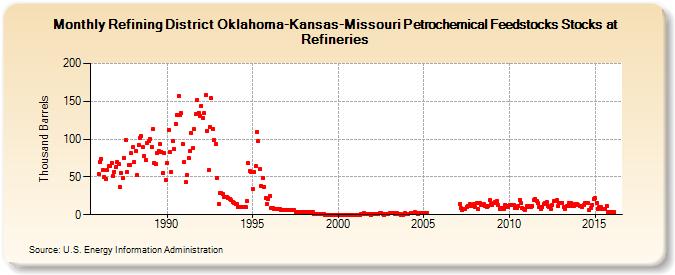 Monthly Refining District Oklahoma-Kansas-Missouri Petrochemical Feedstocks Stocks at
Refineries
Thousand Barrels
200
150
100
50
0
1990
1995
2000
2005
2010
2015
Source: U.S. Energy Information Administration